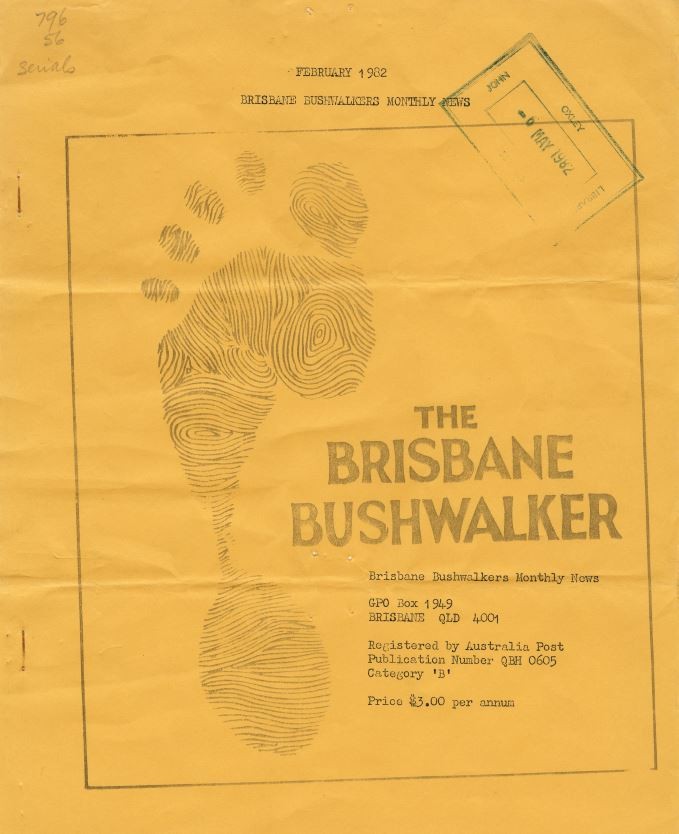 796
56
serials
FEBRUARY 1982
BRISBANE BUSHWALKERS MONTHLY NEWS
JOHN
OXLEY
LIBRARY
-6 MAY 1982
THE
BRISBANE
BUSHWALKER
Brisbane Bushwalkers Monthly News
GPO Box 1949
BRISBANE QLD 4001
Registered by Australia Post
Publication Number QBH 0605
Category 'B'
Price $3.00 per annum